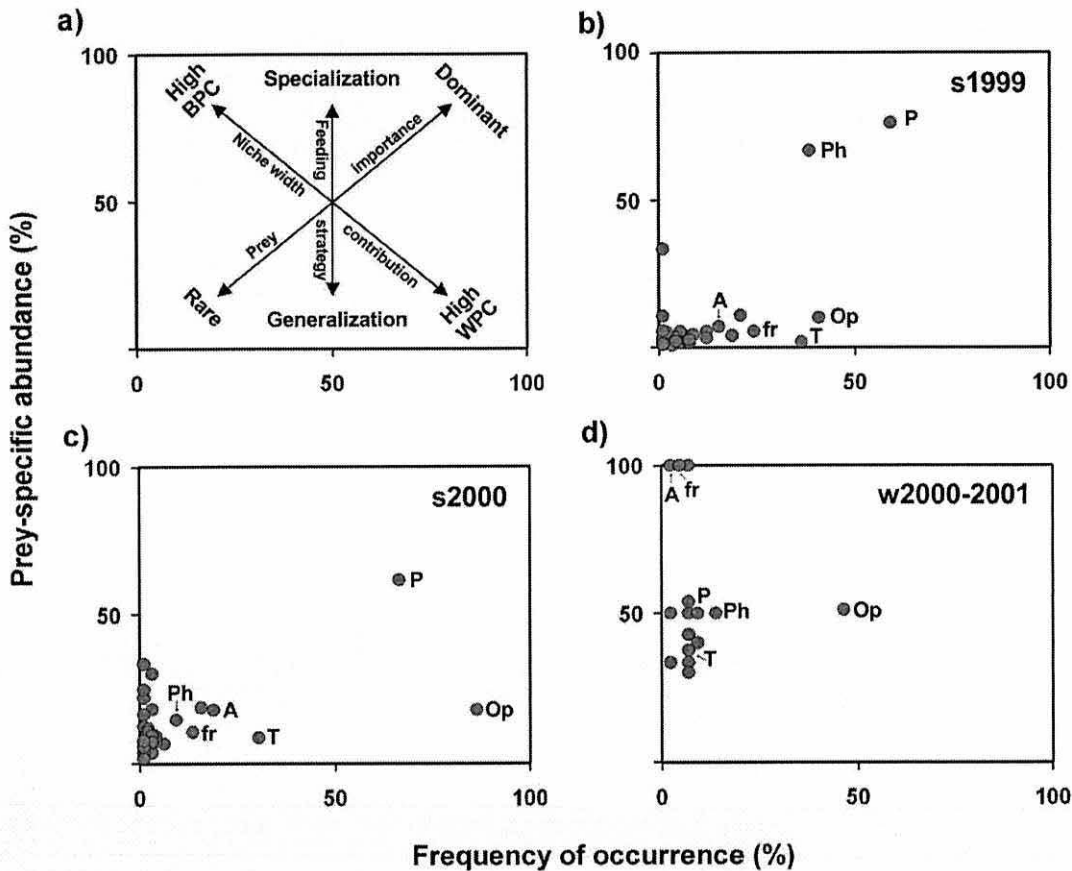 a)
100
50
0 50 100
High BPC
Specialization
Dominant
Niche width
Feeding
importance
Prey
strategy
contribution
Rare
Generalization
High WPC
b)
100
s1999
P
Ph
50
A
fr
Op
T
0 50 100
c)
100
s2000
P
50
Ph
A
fr
T
Op
0 50 100
d)
100
A fr
w2000-2001
P
50
Ph
Op
T
0 50 100
Prey-specific abundance (%)
Frequency of occurrence (%)